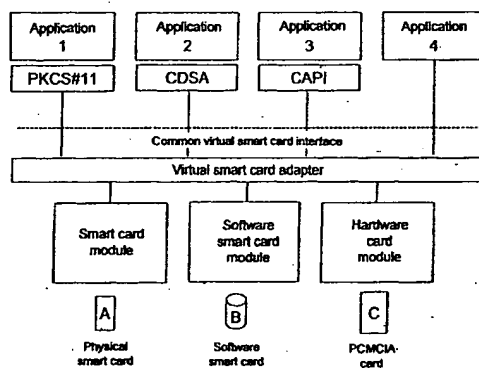 Application
1
Application
2
Application
3
Application
4
PKCS#11
CDSA
CAPI
Common virtual smart card interface
Virtual smart card adapter
Smart card
module
Software
smart card
module
Hardware
card
module
A
B
C
Physical
smart card
Software
smart card
PCMCIA-
card